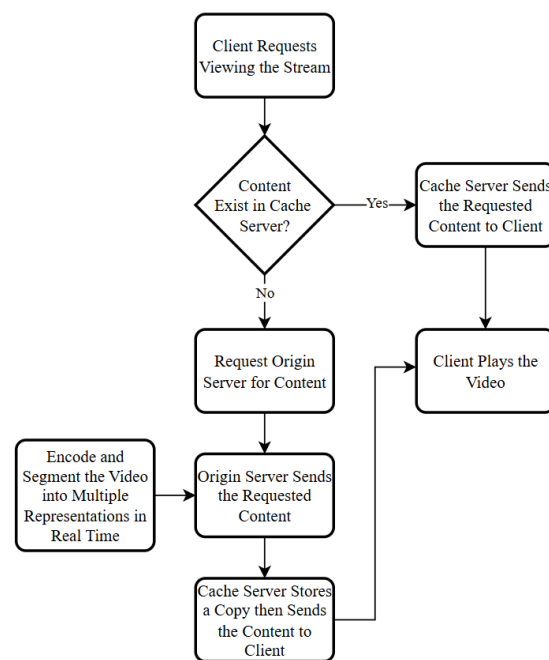 Client Requests
Viewing the Stream
Content
Exist in Cache
Server?
Yes
Cache Server Sends
the Requested
Content to Client
No
Request Origin
Server for Content
Client Plays the
Video
Encode and
Segment the Video
into Multiple
Representations in
Real Time
Origin Server Sends
the Requested
Content
Cache Server Stores
a Copy then Sends
the Content to
Client